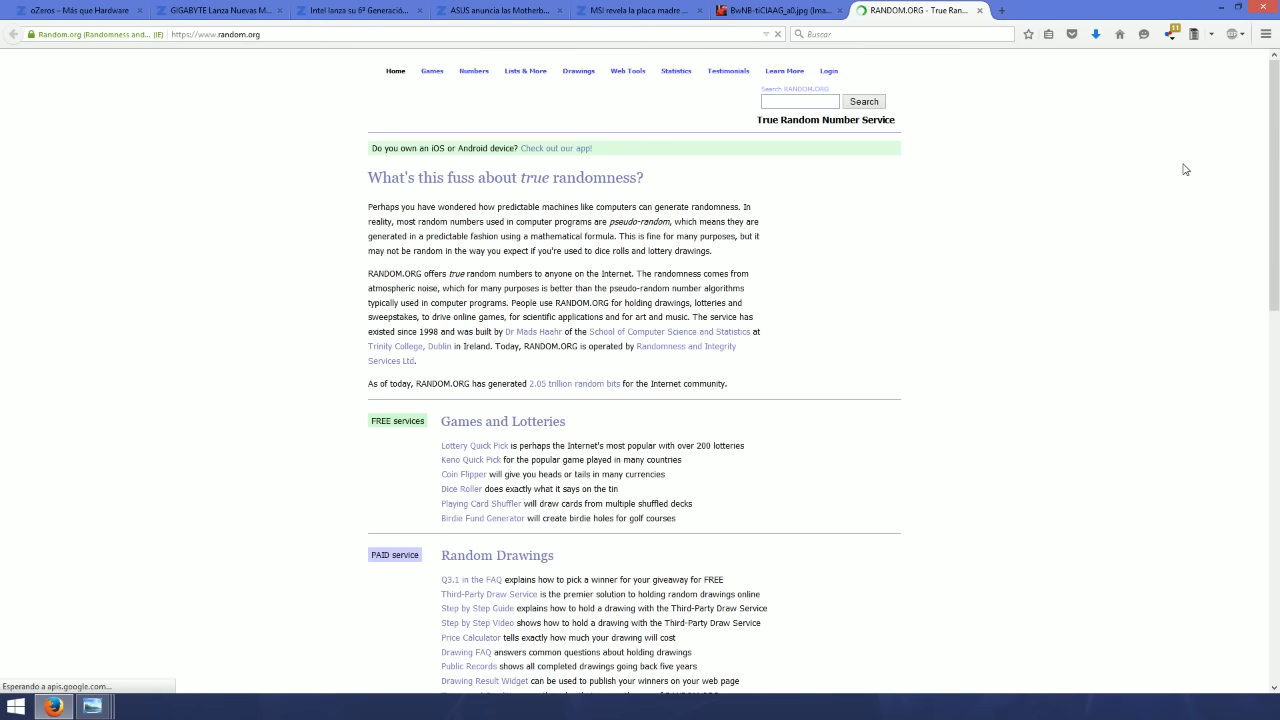 oZeros - Más que Hardware
GIGABYTE Lanza Nuevas M...
Intel lanza su 6ª Generació...
ASUS anuncia las Motherb...
MSI revela la placa madre ...
BwnB-tiCIAAG_a0.jpg (Ima...
RANDOM.ORG - True Ran...
Random.org (Randomness and... (IE)
https://www.random.org
Buscar
11
Home Games Numbers Lists & More Drawings Web Tools Statistics Testimonials Learn More Login
Search RANDOM.ORG
Search
True Random Number Service
Do you own an iOS or Android device? Check out our app!
What's this fuss about true randomness?
Perhaps you have wondered how predictable machines like computers can generate randomness. In
reality, most random numbers used in computer programs are pseudo-random, which means they are
generated in a predictable fashion using a mathematical formula. This is fine for many purposes, but it
may not be random in the way you expect if you're used to dice rolls and lottery drawings.
RANDOM.ORG offers true random numbers to anyone on the Internet. The randomness comes from
atmospheric noise, which for many purposes is better than the pseudo-random number algorithms
typically used in computer programs. People use RANDOM.ORG for holding drawings, lotteries and
sweepstakes, to drive online games, for scientific applications and for art and music. The service has
existed since 1998 and was built by Dr Mads Haahr of the School of Computer Science and Statistics at
Trinity College, Dublin in Ireland. Today, RANDOM.ORG is operated by Randomness and Integrity
Services Ltd.
As of today, RANDOM.ORG has generated 2.05 trillion random bits for the Internet community.
FREE services
Games and Lotteries
Lottery Quick Pick is perhaps the Internet's most popular with over 200 lotteries
Keno Quick Pick for the popular game played in many countries
Coin Flipper will give you heads or tails in many currencies
Dice Roller does exactly what it says on the tin
Playing Card Shuffler will draw cards from multiple shuffled decks
Birdie Fund Generator will create birdie holes for golf courses
PAID service
Random Drawings
Q3.1 in the FAQ explains how to pick a winner for your giveaway for FREE
Third-Party Draw Service is the premier solution to holding random drawings online
Step by Step Guide explains how to hold a drawing with the Third-Party Draw Service
Step by Step Video shows how to hold a drawing with the Third-Party Draw Service
Price Calculator tells exactly how much your drawing will cost
Drawing FAQ answers common questions about holding drawings
Public Records shows all completed drawings going back five years
Drawing Result Widget can be used to publish your winners on your web page
Esperando a apis.google.com...